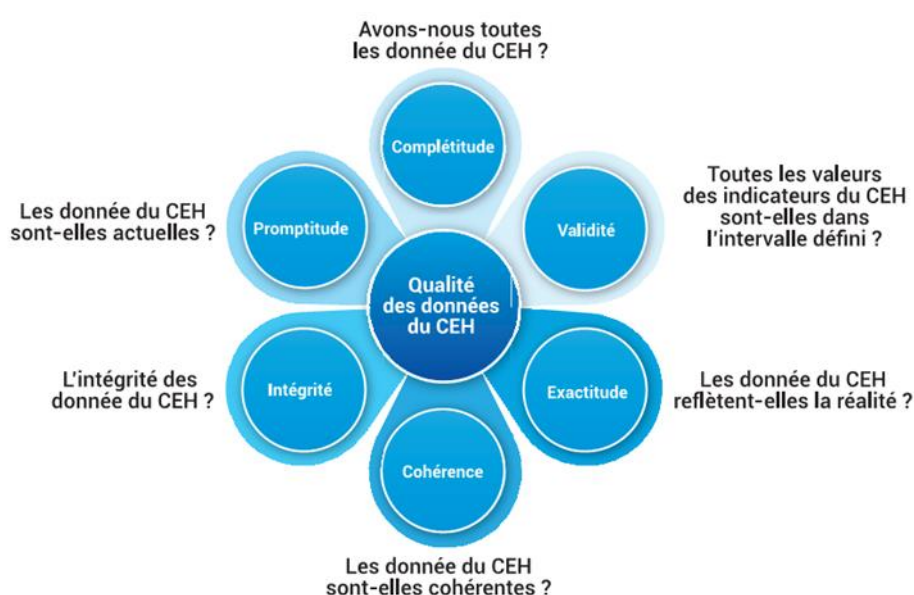 Avons-nous toutes
les donnée du CEH ?
Complétitude
Toutes les valeurs
des indicateurs du CEH
sont-elles dans
l'intervalle défini ?
Validité
Les donnée du CEH
sont-elles actuelles ?
Promptitude
Qualité
des données
du CEH
L'intégrité des
donnée du CEH ?
Intégrité
Exactitude
Les donnée du CEH
reflètent-elles la réalité ?
Cohérence
Les donnée du CEH
sont-elles cohérentes ?